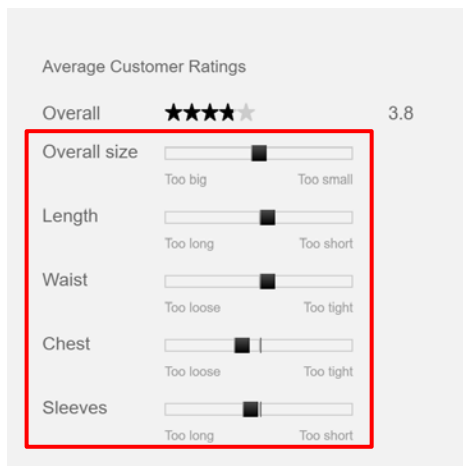 Average Customer Ratings
Overall 3.8
Overall size
Too big Too small
Length
Too long Too short
Waist
Too loose Too tight
Chest
Too loose Too tight
Sleeves
Too long Too short